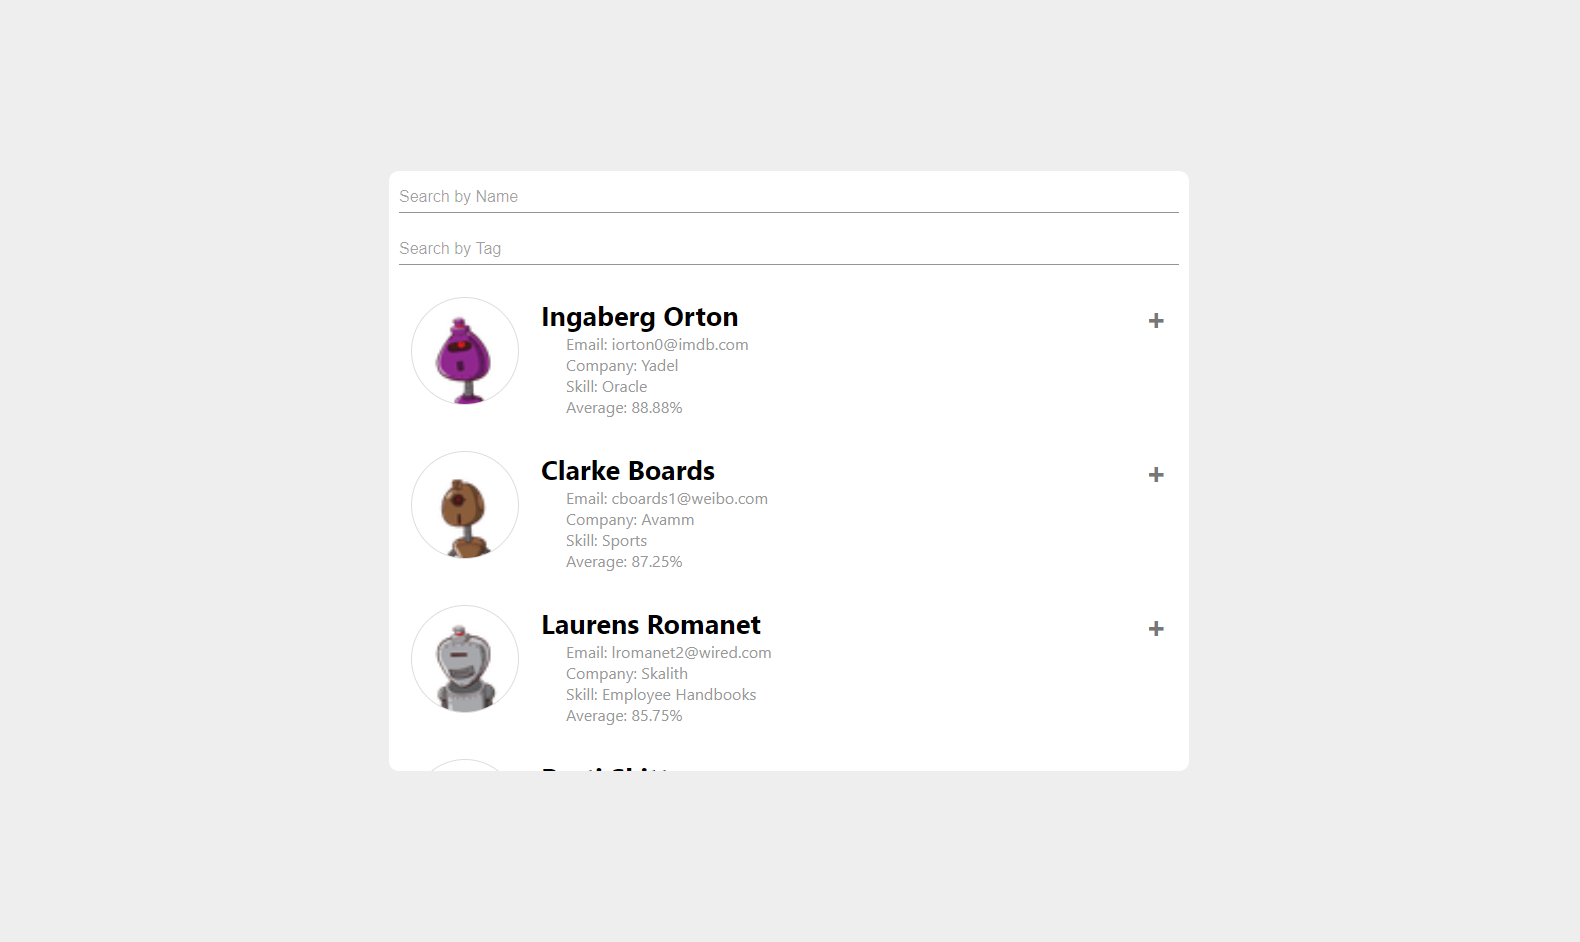 Search by Name
Search by Tag
Ingaberg Orton
+
Email: iorton0@imdb.com
Company: Yadel
Skill: Oracle
Average: 88.88%
Clarke Boards
+
Email: cboards1@weibo.com
Company: Avamm
Skill: Sports
Average: 87.25%
Laurens Romanet
+
Email: lromanet2@wired.com
Company: Skalith
Skill: Employee Handbooks
Average: 85.75%